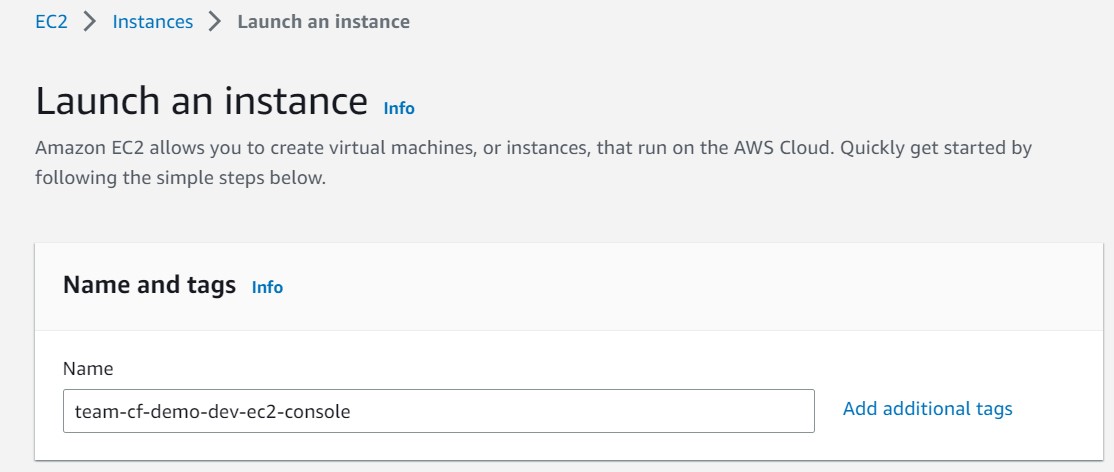 EC2 > Instances > Launch an instance
Launch an instance Info
Amazon EC2 allows you to create virtual machines, or instances, that run on the AWS Cloud. Quickly get started by
following the simple steps below.
Name and tags Info
Name
team-cf-demo-dev-ec2-console Add additional tags